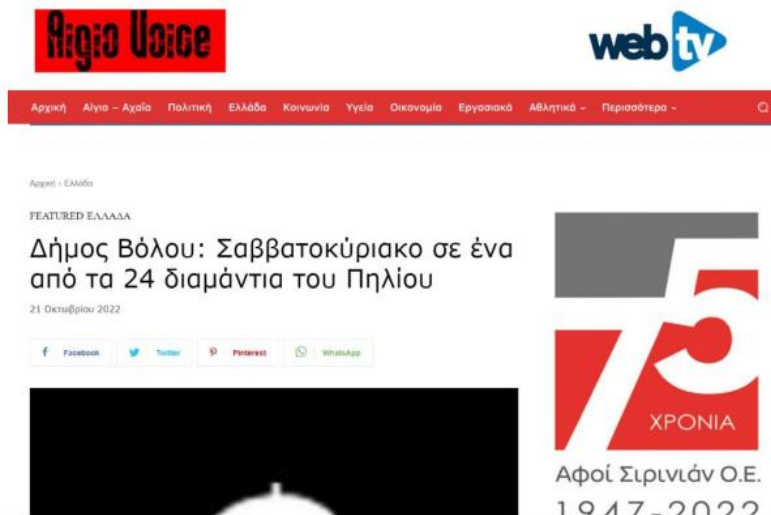 Aigio Voice
web tv
Αρχική Αίγιο – Αχαΐα Πολιτική Ελλάδα Κοινωνία Υγεία Οικονομία Εργασιακά Αθλητικά Περισσότερα
Αρχική › Ελλάδα
FEATURED ΕΛΛΑΔΑ
Δήμος Βόλου: Σαββατοκύριακο σε ένα
από τα 24 διαμάντια του Πηλίου
21 Οκτωβρίου 2022
Facebook Twitter Pinterest WhatsApp
75
ΧΡΟΝΙΑ
Αφοί Σιρινιάν Ο.Ε.
1947-2022